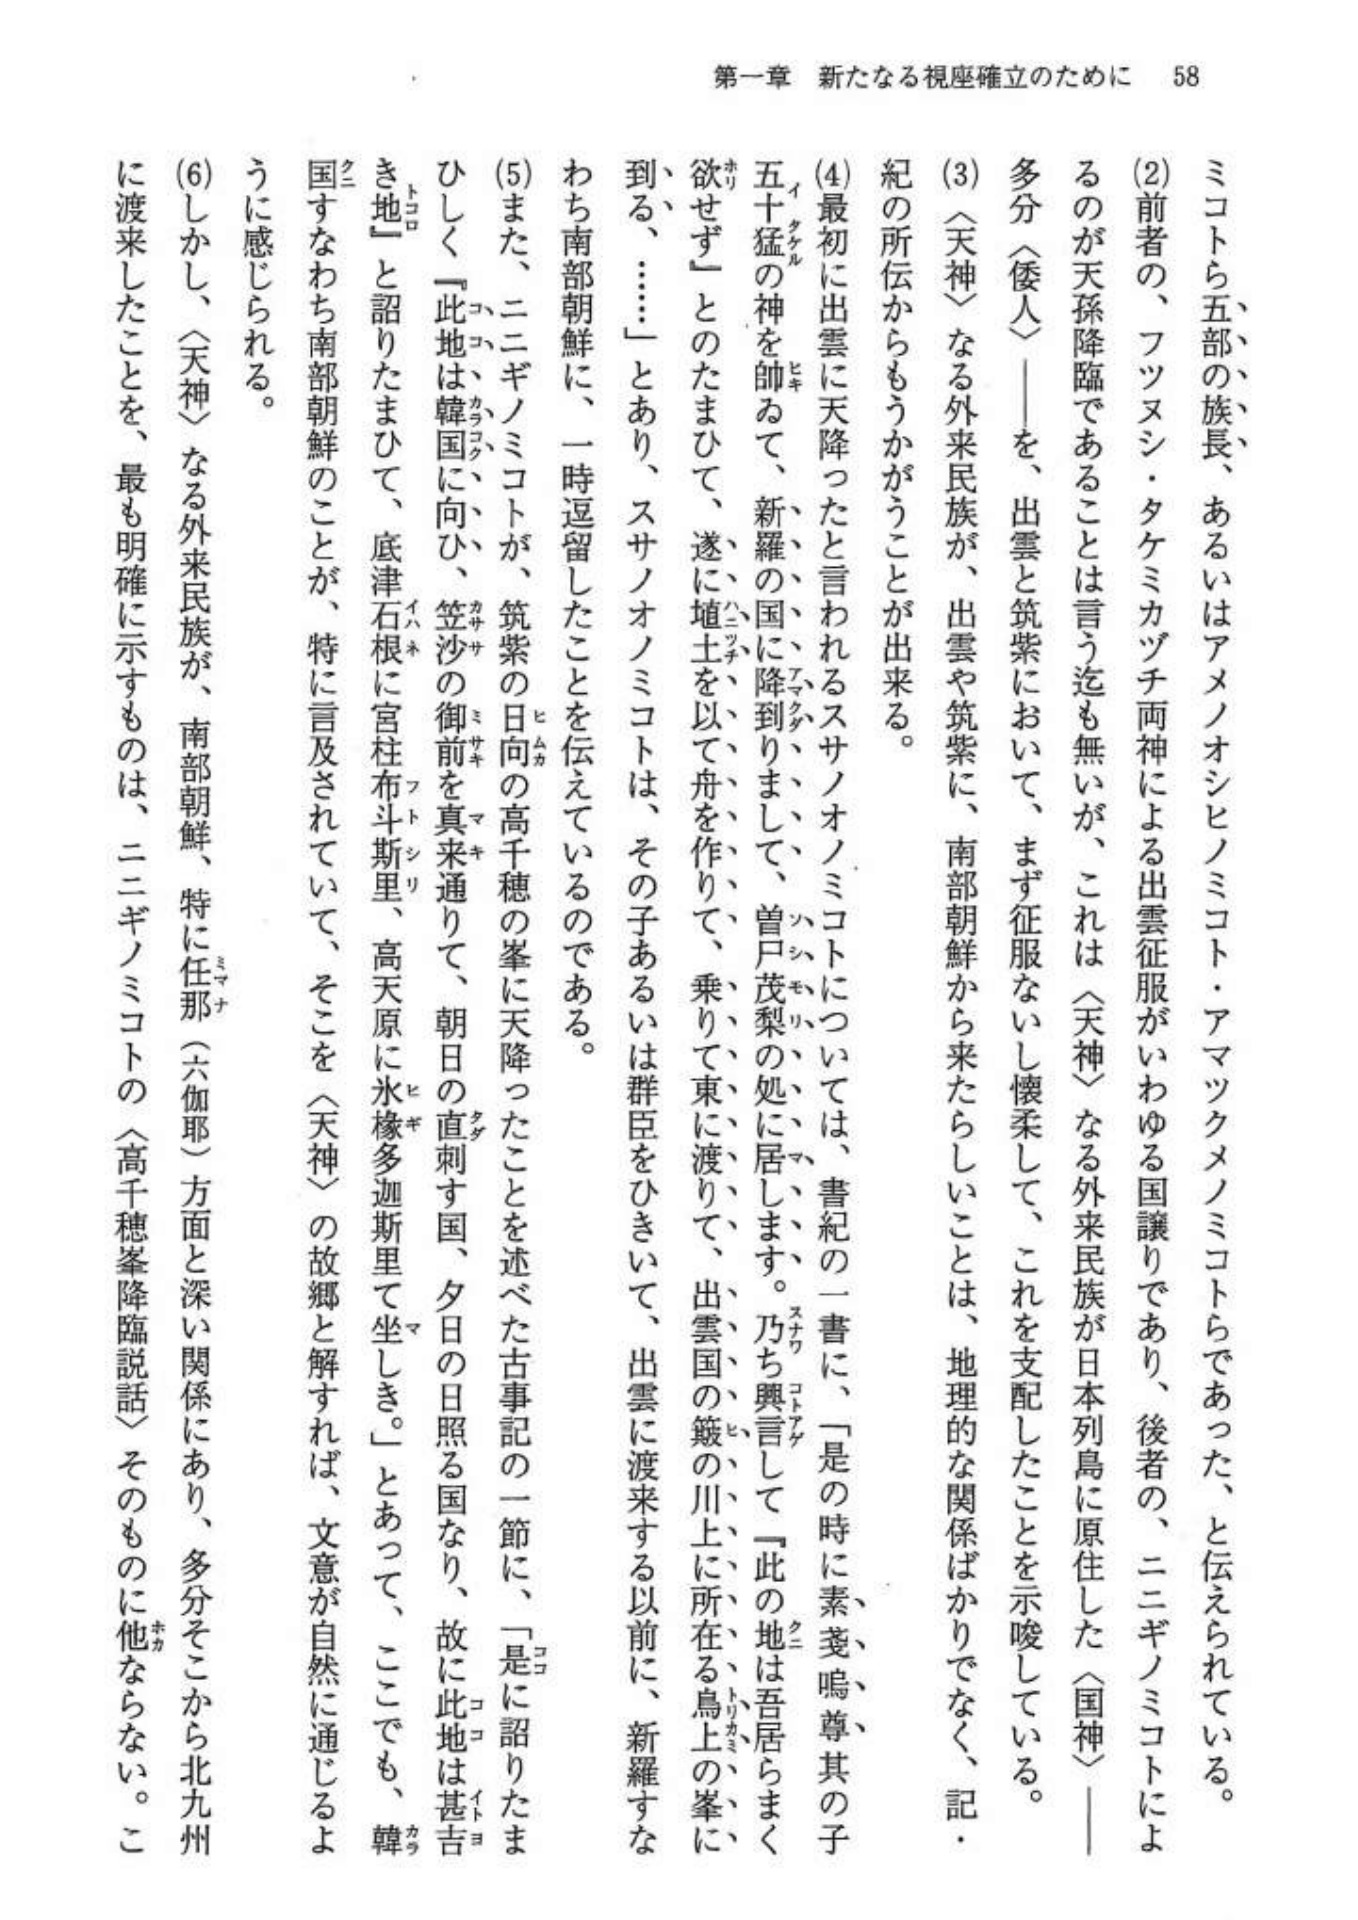 第一章　新たなる視座確立のために　58
ミコトら五部の族長、あるいはアメノオシヒノミコト・アマツクメノミコトらであった、と伝えられている。
(2)前者の、フツヌシ・タケミカヅチ両神による出雲征服がいわゆる国譲りであり、後者の、ニニギノミコトによ
るのが天孫降臨であることは言う迄も無いが、これは〈天神〉なる外来民族が日本列島に原住した〈国神〉――
多分〈倭人〉――を、出雲と筑紫において、まず征服ないし懐柔して、これを支配したことを示唆している。
(3)〈天神〉なる外来民族が、出雲や筑紫に、南部朝鮮から来たらしいことは、地理的な関係ばかりでなく、記・
紀の所伝からもうかがうことが出来る。
(4)最初に出雲に天降ったと言われるスサノオノミコトについては、書紀の一書に、「是の時に素戔嗚尊其の子
五十猛の神を帥ゐて、新羅の国に降到りまして、曽尸茂梨の処に居します。乃ち興言して『此の地は吾居らまく
欲せず』とのたまひて、遂に埴土を以て舟を作りて、乗りて東に渡りて、出雲国の簸の川上に所在る鳥上の峯に
到る、……」とあり、スサノオノミコトは、その子あるいは群臣をひきいて、出雲に渡来する以前に、新羅すな
わち南部朝鮮に、一時逗留したことを伝えているのである。
(5)また、ニニギノミコトが、筑紫の日向の高千穂の峯に天降ったことを述べた古事記の一節に、「是に詔りたま
ひしく『此地は韓国に向ひ、笠沙の御前を真来通りて、朝日の直刺す国、夕日の日照る国なり、故に此地は甚吉
き地』と詔りたまひて、底津石根に宮柱布斗斯里、高天原に氷椽多迦斯里て坐しき。」とあって、ここでも、韓
国すなわち南部朝鮮のことが、特に言及されていて、そこを〈天神〉の故郷と解すれば、文意が自然に通じるよ
うに感じられる。
(6)しかし、〈天神〉なる外来民族が、南部朝鮮、特に任那（六伽耶）方面と深い関係にあり、多分そこから北九州
に渡来したことを、最も明確に示すものは、ニニギノミコトの〈高千穂峯降臨説話〉そのものに他ならない。こ